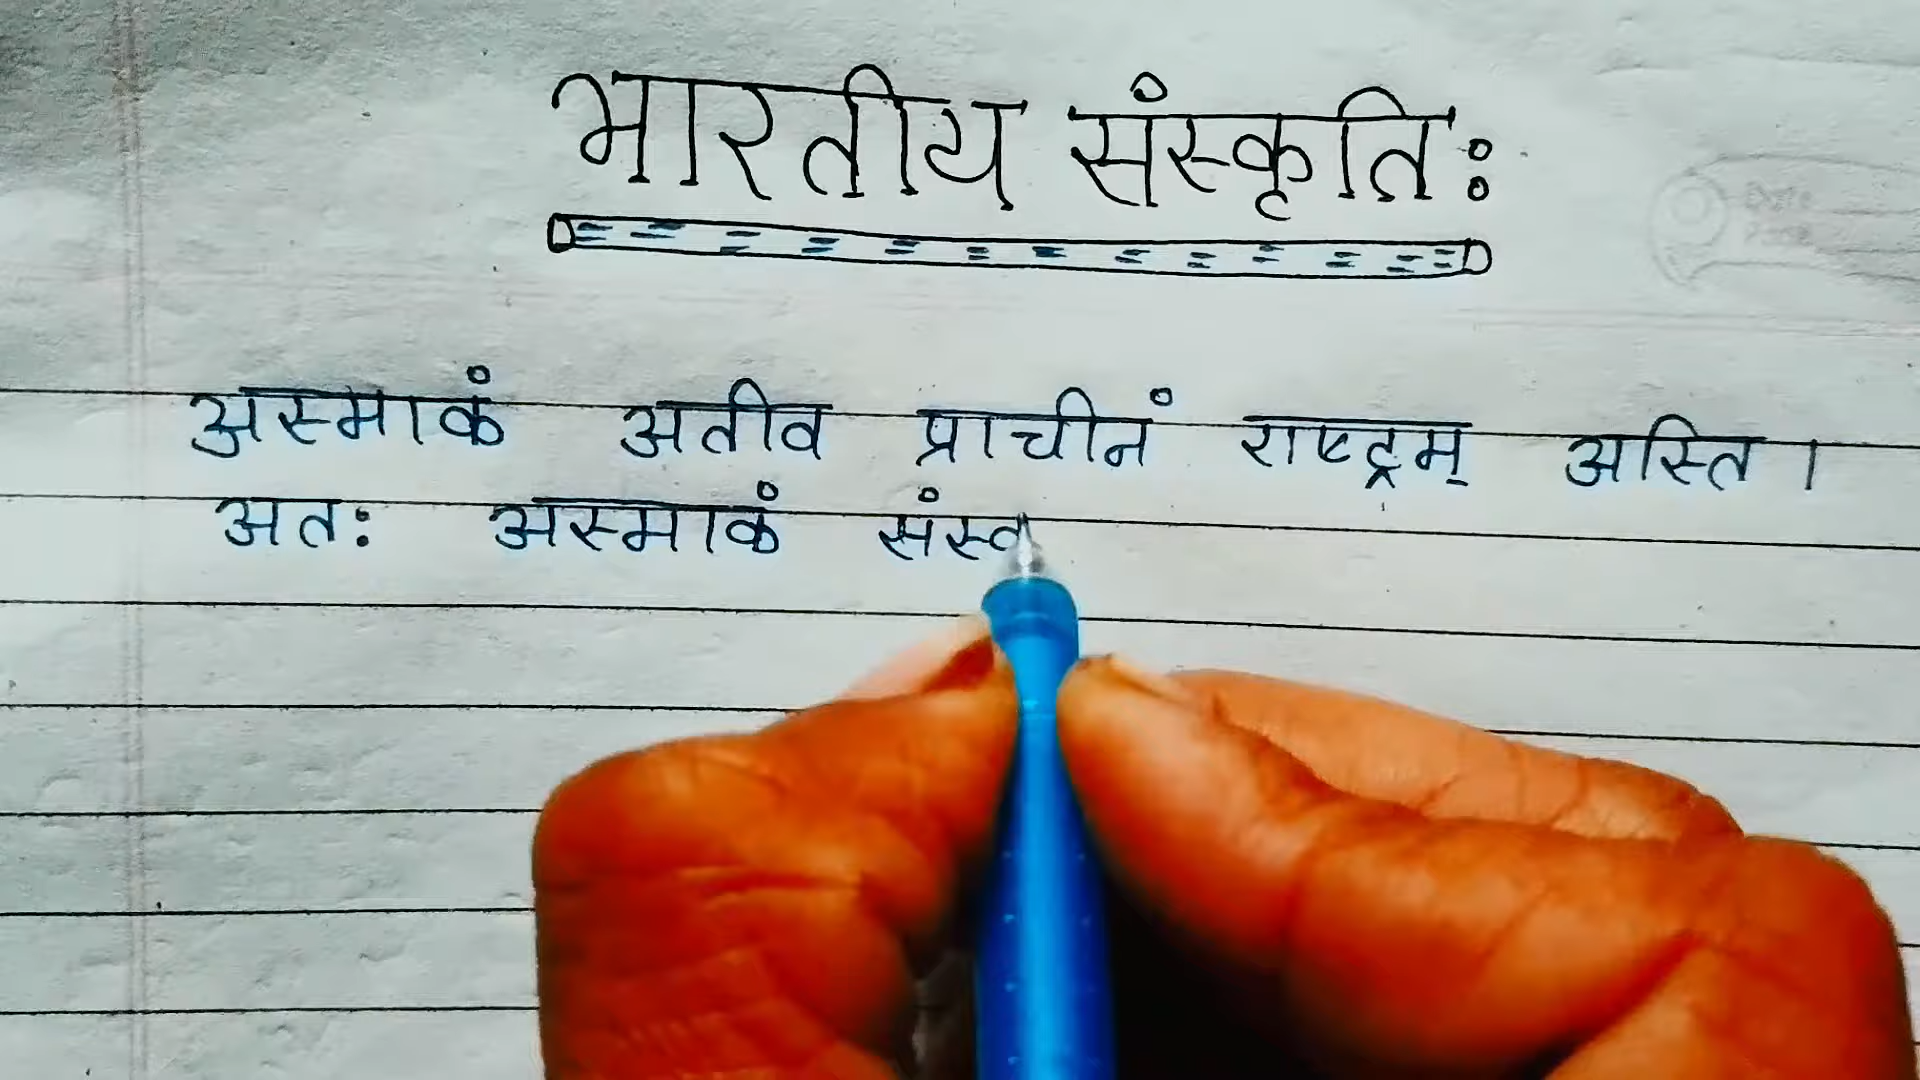 भारतीय संस्कृतिः
अस्माकं अतीव प्राचीनं राष्ट्रम् अस्ति ।
अतः अस्माकं